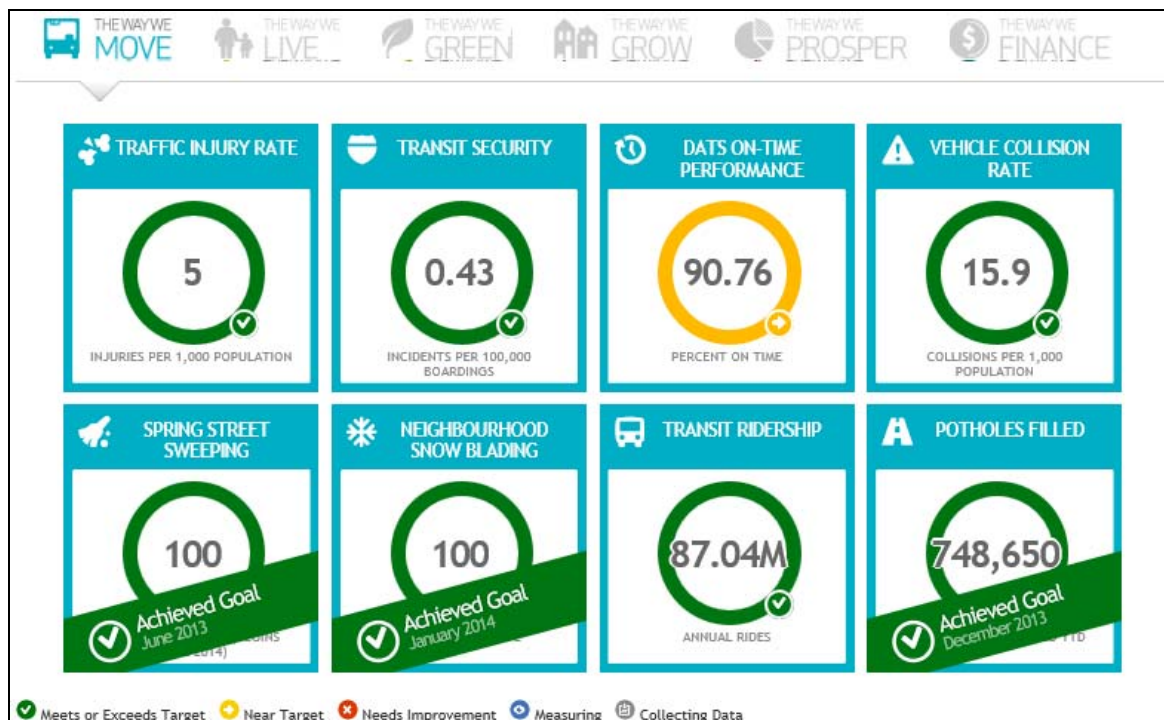 THE WAY WE
MOVE
THE WAY WE
LIVE
THE WAY WE
GREEN
THE WAY WE
GROW
THE WAY WE
PROSPER
THE WAY WE
FINANCE
TRAFFIC INJURY RATE
5
INJURIES PER 1,000 POPULATION
TRANSIT SECURITY
0.43
INCIDENTS PER 100,000
BOARDINGS
DATS ON-TIME
PERFORMANCE
90.76
PERCENT ON TIME
VEHICLE COLLISION
RATE
15.9
COLLISIONS PER 1,000
POPULATION
SPRING STREET
SWEEPING
100
Achieved Goal
June 2013
2014)
NEIGHBOURHOOD
SNOW BLADING
100
Achieved Goal
January 2014
TRANSIT RIDERSHIP
87.04M
ANNUAL RIDES
POTHOLES FILLED
748,650
Achieved Goal
December 2013
YTD
Meets or Exceeds Target Near Target Needs Improvement Measuring Collecting Data